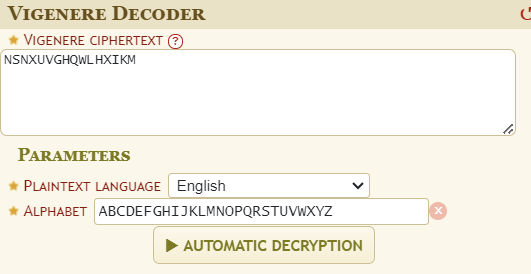 VIGENERE DECODER
VIGENERE CIPHERTEXT ?
NSNXUVGHQWLHXIKM
PARAMETERS
PLAINTEXT LANGUAGE English
ALPHABET ABCDEFGHIJKLMNOPQRSTUVWXYZ x
▶ AUTOMATIC DECRYPTION